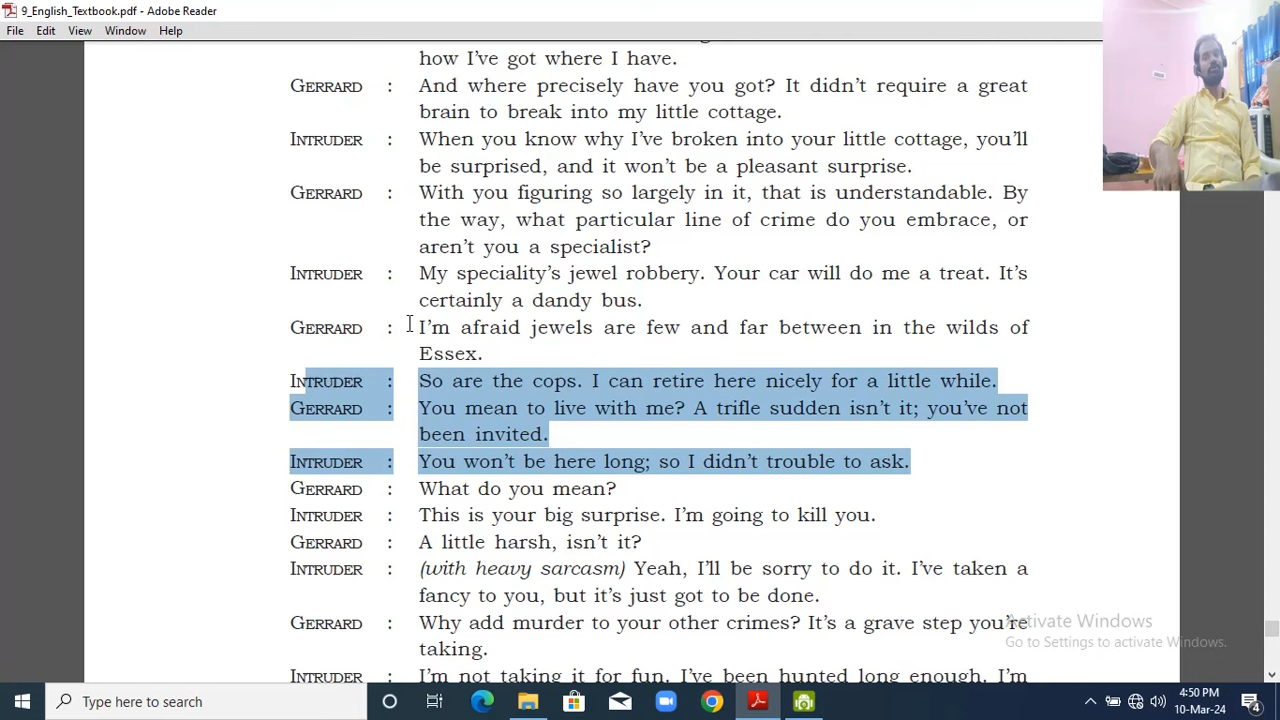 9_English_Textbook.pdf - Adobe Reader
File Edit View Window Help
how I've got where I have.
GERRARD : And where precisely have you got? It didn't require a great
brain to break into my little cottage.
INTRUDER : When you know why I've broken into your little cottage, you'll
be surprised, and it won't be a pleasant surprise.
GERRARD : With you figuring so largely in it, that is understandable. By
the way, what particular line of crime do you embrace, or
aren't you a specialist?
INTRUDER : My speciality's jewel robbery. Your car will do me a treat. It's
certainly a dandy bus.
GERRARD : I'm afraid jewels are few and far between in the wilds of
Essex.
INTRUDER : So are the cops. I can retire here nicely for a little while.
GERRARD : You mean to live with me? A trifle sudden isn't it; you've not
been invited.
INTRUDER : You won't be here long; so I didn't trouble to ask.
GERRARD : What do you mean?
INTRUDER : This is your big surprise. I'm going to kill you.
GERRARD : A little harsh, isn't it?
INTRUDER : (with heavy sarcasm) Yeah, I'll be sorry to do it. I've taken a
fancy to you, but it's just got to be done.
GERRARD : Why add murder to your other crimes? It's a grave step you're
taking.
INTRUDER : I'm not taking it for fun. I've been hunted long enough. I'm
Activate Windows
Go to Settings to activate Windows.
Type here to search
4:50 PM
10-Mar-24
4